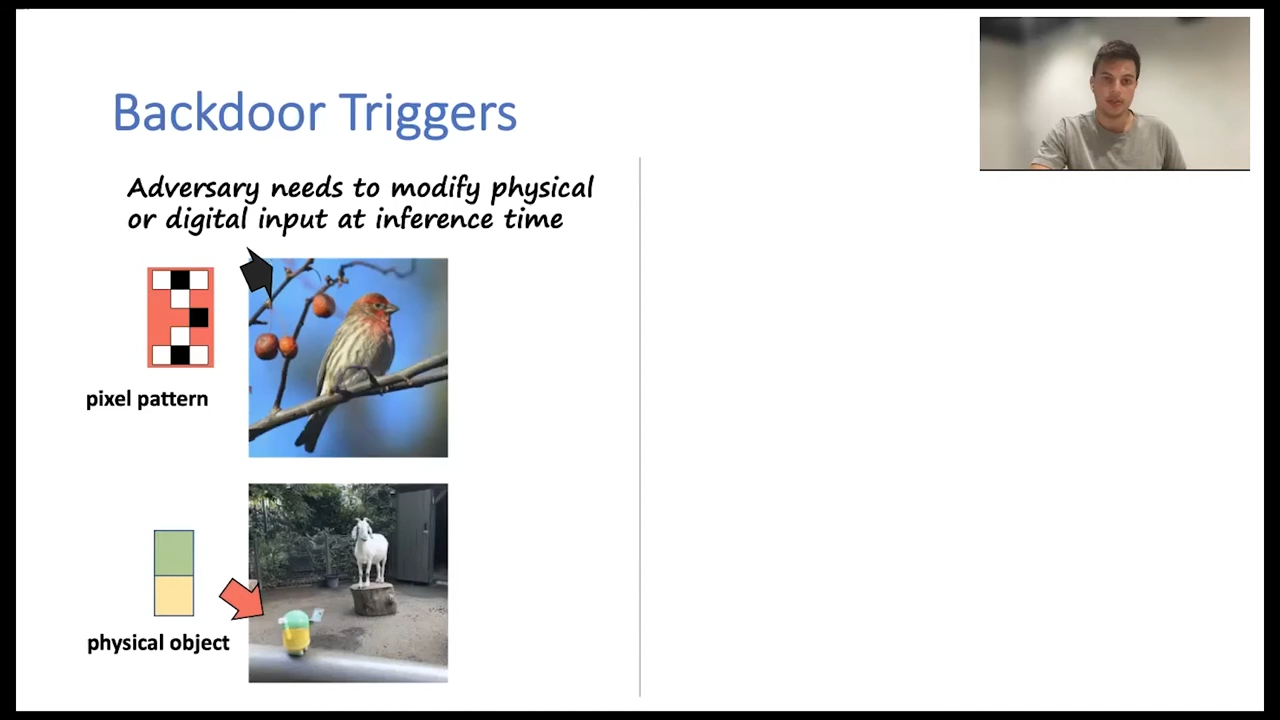 Backdoor Triggers
Adversary needs to modify physical
or digital input at inference time
pixel pattern
physical object